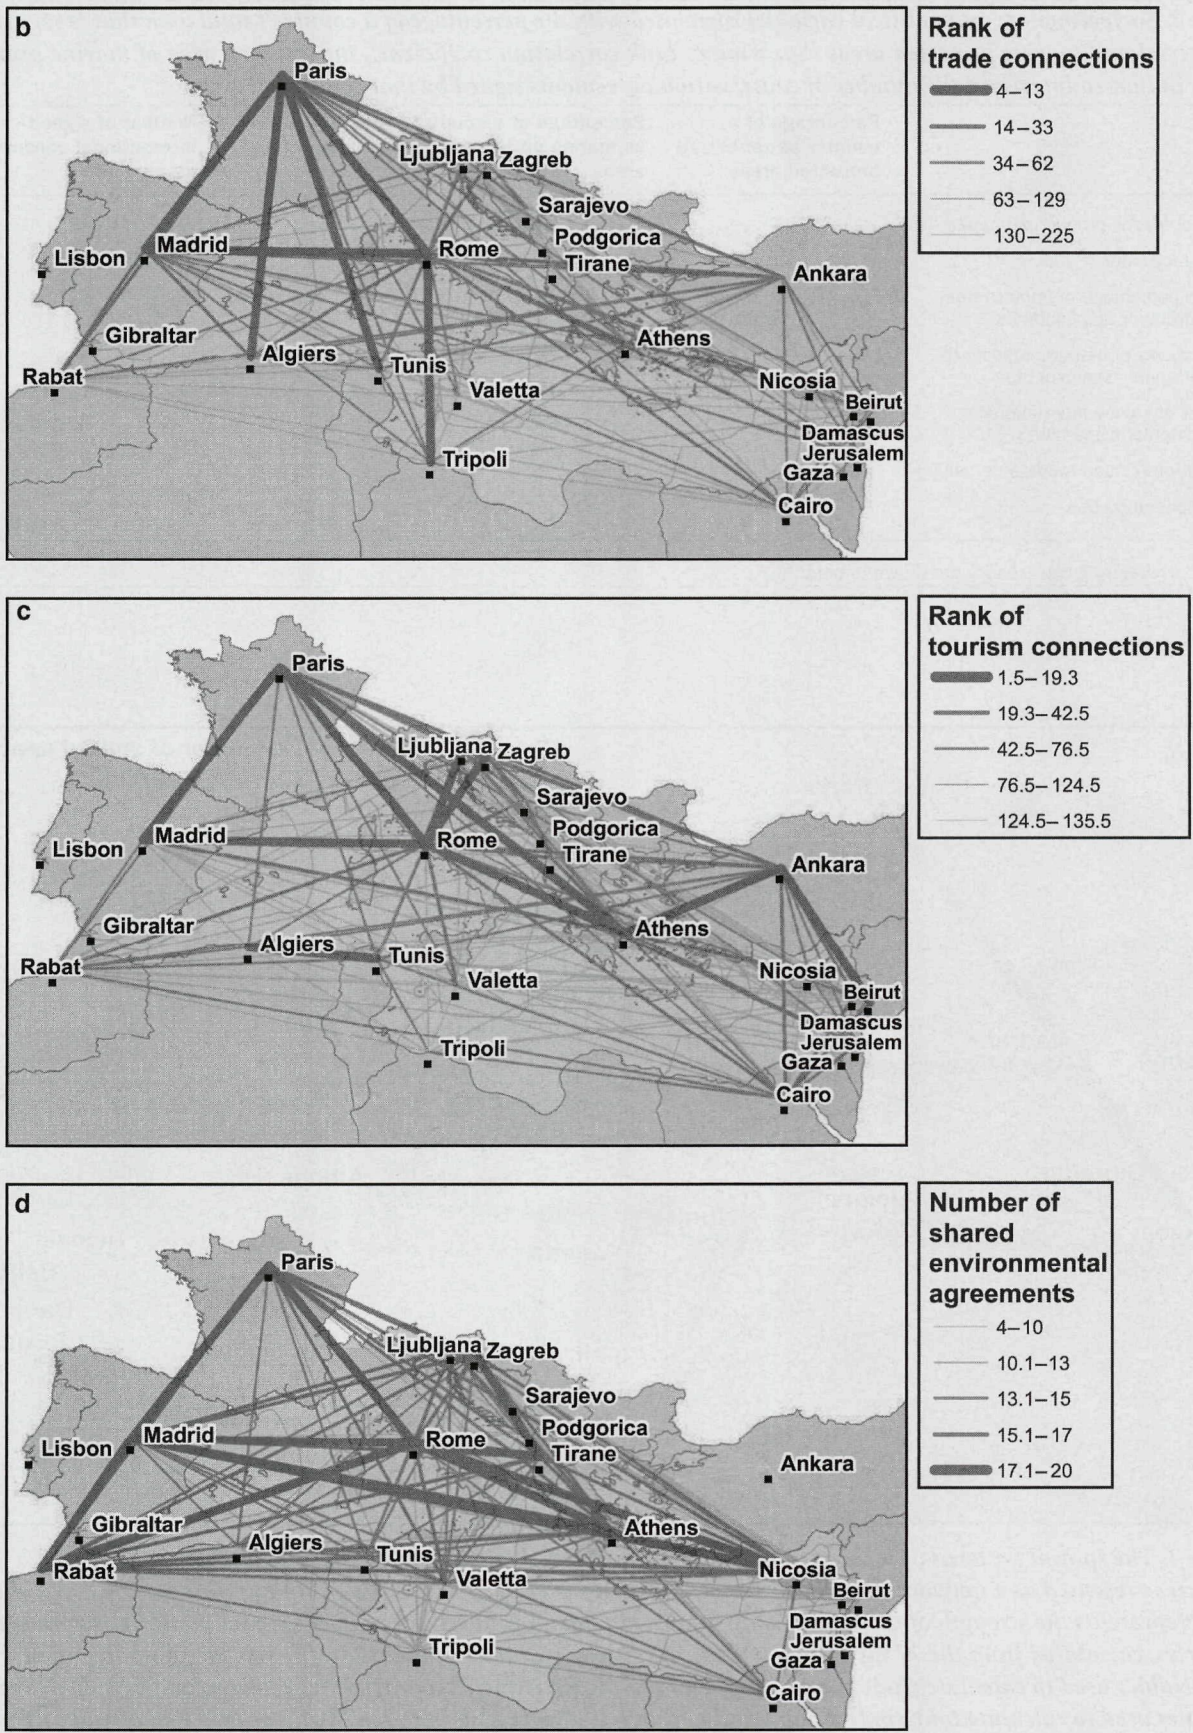 b
Paris
Ljubljana Zagreb
Sarajevo
Podgorica
Tirane
Lisbon Madrid Rome Ankara
Gibraltar
Algiers
Athens
Rabat
Tunis
Valetta
Nicosia
Beirut
Damascus
Jerusalem
Tripoli
Gaza
Cairo
Rank of
trade connections
4–13
14–33
34–62
63–129
130–225
c
Paris
Ljubljana Zagreb
Sarajevo
Podgorica
Tirane
Lisbon Madrid Rome Ankara
Gibraltar
Algiers
Athens
Rabat
Tunis
Valetta
Nicosia
Beirut
Damascus
Jerusalem
Tripoli
Gaza
Cairo
Rank of
tourism connections
1.5–19.3
19.3–42.5
42.5–76.5
76.5–124.5
124.5–135.5
d
Paris
Ljubljana Zagreb
Sarajevo
Podgorica
Tirane
Lisbon Madrid Rome Ankara
Gibraltar
Algiers
Athens
Rabat
Tunis
Valetta
Nicosia
Beirut
Damascus
Jerusalem
Tripoli
Gaza
Cairo
Number of
shared
environmental
agreements
4–10
10.1–13
13.1–15
15.1–17
17.1–20